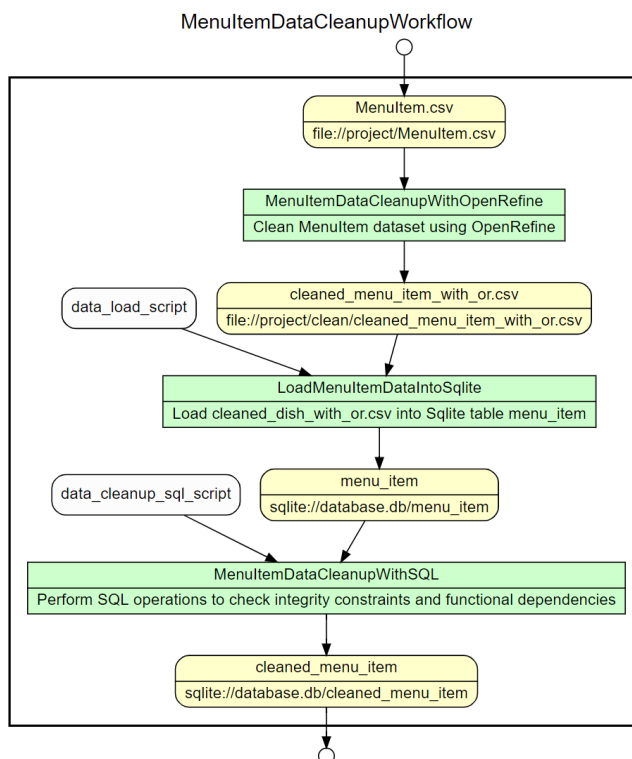 MenuItemDataCleanupWorkflow
MenuItem.csv
file://project/MenuItem.csv
MenuItemDataCleanupWithOpenRefine
Clean MenuItem dataset using OpenRefine
cleaned_menu_item_with_or.csv
file://project/clean/cleaned_menu_item_with_or.csv
data_load_script
LoadMenuItemDataIntoSqlite
Load cleaned_dish_with_or.csv into Sqlite table menu_item
menu_item
sqlite://database.db/menu_item
data_cleanup_sql_script
MenuItemDataCleanupWithSQL
Perform SQL operations to check integrity constraints and functional dependencies
cleaned_menu_item
sqlite://database.db/cleaned_menu_item